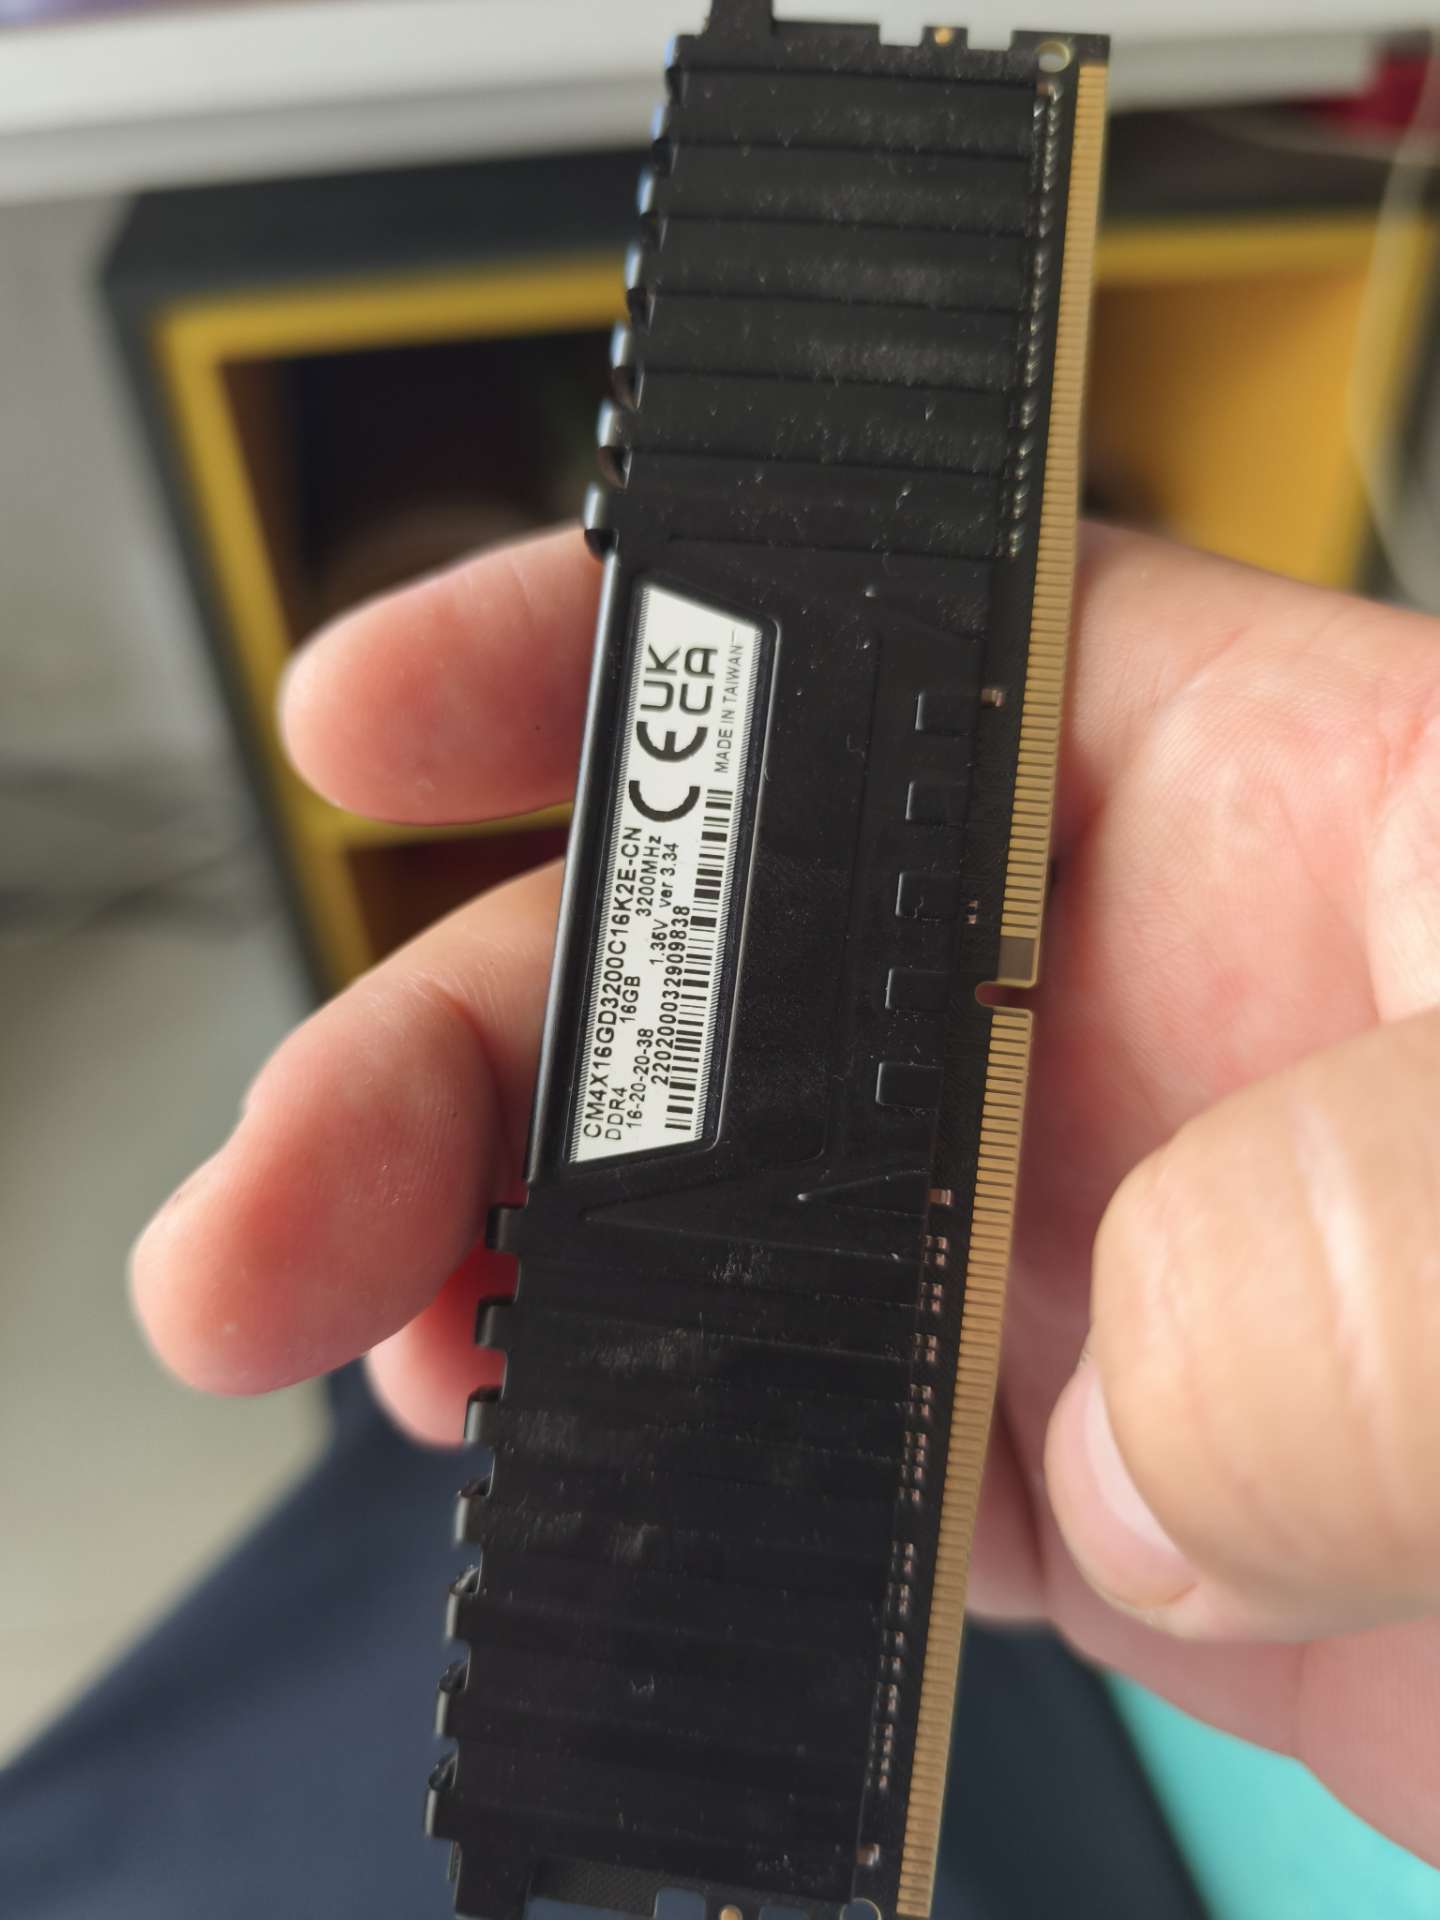 CM4X16GD3200C16K2E-CN
DDR4 16GB 3200MHz
16-20-20-38 1.35V ver 3.34
2202000032909838
CE UK
CA
MADE IN TAIWAN